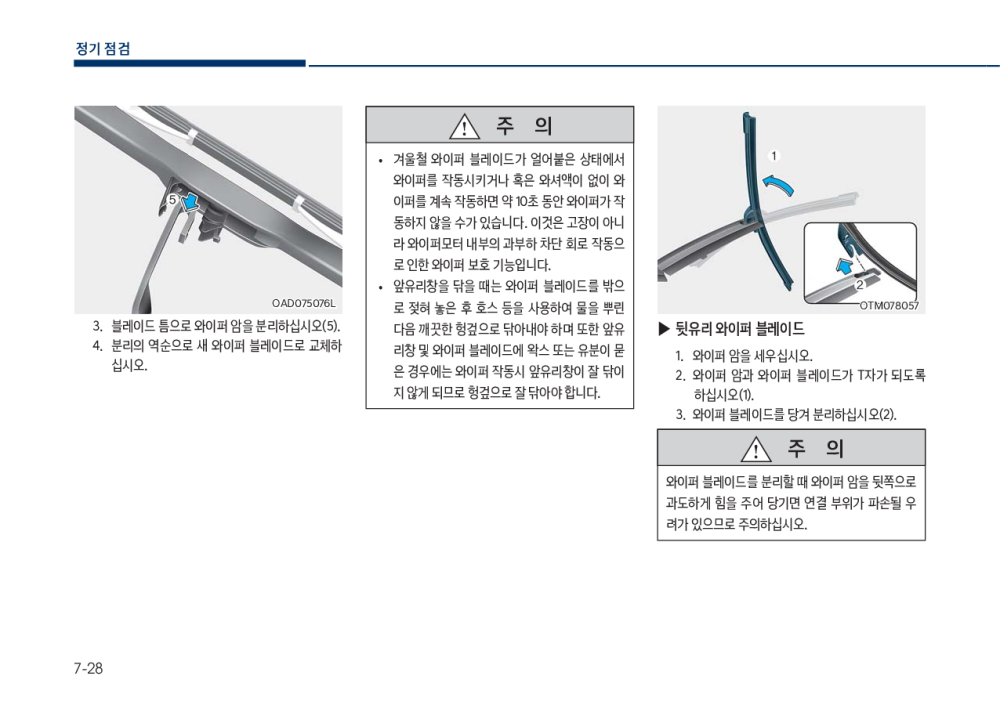 정기 점검
5
OAD075076L
3. 블레이드 틈으로 와이퍼 암을 분리하십시오(5).
4. 분리의 역순으로 새 와이퍼 블레이드로 교체하
십시오.
주 의
• 겨울철 와이퍼 블레이드가 얼어붙은 상태에서
와이퍼를 작동시키거나 혹은 와셔액이 없이 와
이퍼를 계속 작동하면 약 10초 동안 와이퍼가 작
동하지 않을 수가 있습니다. 이것은 고장이 아니
라 와이퍼모터 내부의 과부하 차단 회로 작동으
로 인한 와이퍼 보호 기능입니다.
• 앞유리창을 닦을 때는 와이퍼 블레이드를 밖으
로 젖혀 놓은 후 호스 등을 사용하여 물을 뿌린
다음 깨끗한 헝겊으로 닦아내야 하며 또한 앞유
리창 및 와이퍼 블레이드에 왁스 또는 유분이 묻
은 경우에는 와이퍼 작동시 앞유리창이 잘 닦이
지 않게 되므로 헝겊으로 잘 닦아야 합니다.
1
2
OTM078057
▶ 뒷유리 와이퍼 블레이드
1. 와이퍼 암을 세우십시오.
2. 와이퍼 암과 와이퍼 블레이드가 T자가 되도록
하십시오(1).
3. 와이퍼 블레이드를 당겨 분리하십시오(2).
주 의
와이퍼 블레이드를 분리할 때 와이퍼 암을 뒷쪽으로
과도하게 힘을 주어 당기면 연결 부위가 파손될 우
려가 있으므로 주의하십시오.
7-28